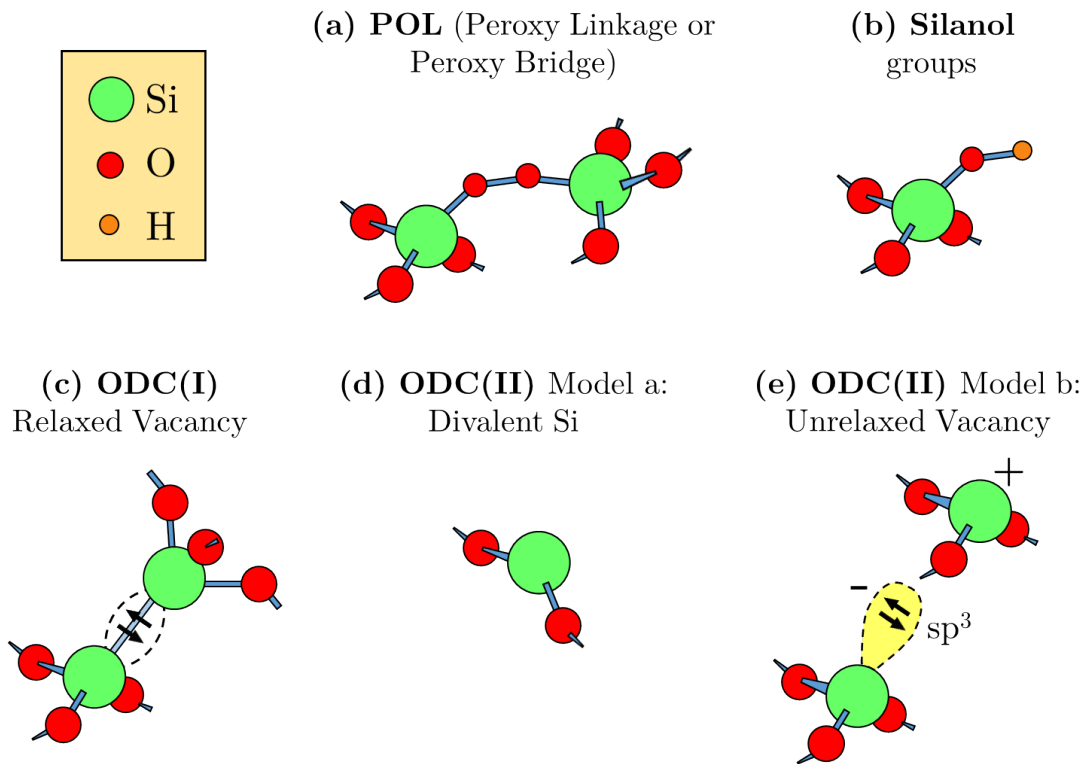 (a) POL (Peroxy Linkage or
Peroxy Bridge)
(b) Silanol
groups
Si
O
H
(c) ODC(I)
Relaxed Vacancy
(d) ODC(II) Model a:
Divalent Si
(e) ODC(II) Model b:
Unrelaxed Vacancy
+
-
sp³